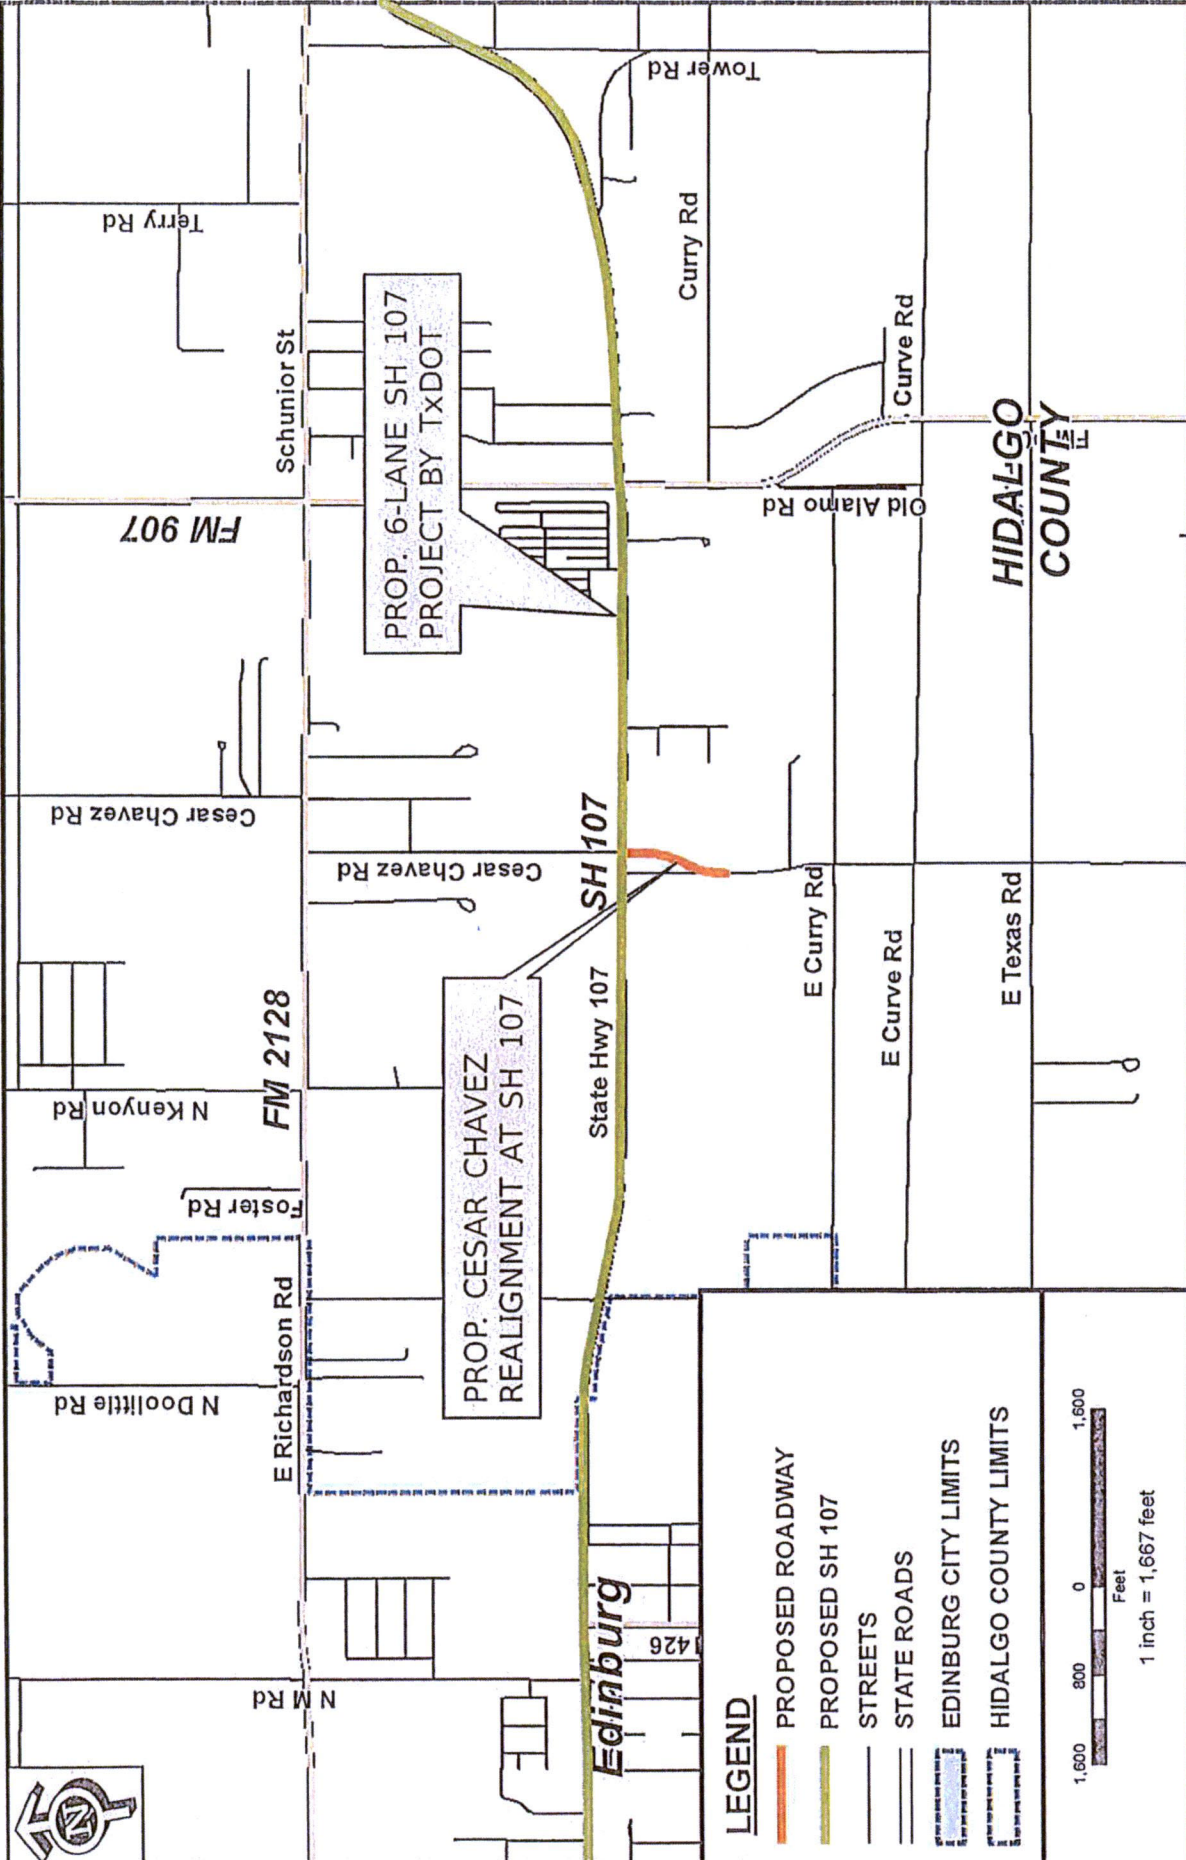 Terry Rd
Tower Rd
Schunior St
Curry Rd
PROP. 6-LANE SH 107
PROJECT BY TxDOT
Curve Rd
FM 907
Old Alamo Rd
HIDALGO
COUNTY
Cesar Chavez Rd
Cesar Chavez Rd
SH 107
E Curry Rd
E Curve Rd
E Texas Rd
FM 2128
State Hwy 107
N Kenyon Rd
PROP. CESAR CHAVEZ
REALIGNMENT AT SH 107
Foster Rd
E Richardson Rd
N Doolittle Rd
N M Rd
Edinburg
1426
N
LEGEND
PROPOSED ROADWAY
PROPOSED SH 107
STREETS
STATE ROADS
EDINBURG CITY LIMITS
HIDALGO COUNTY LIMITS
1,600 800 0 1,600
Feet
1 inch = 1,667 feet